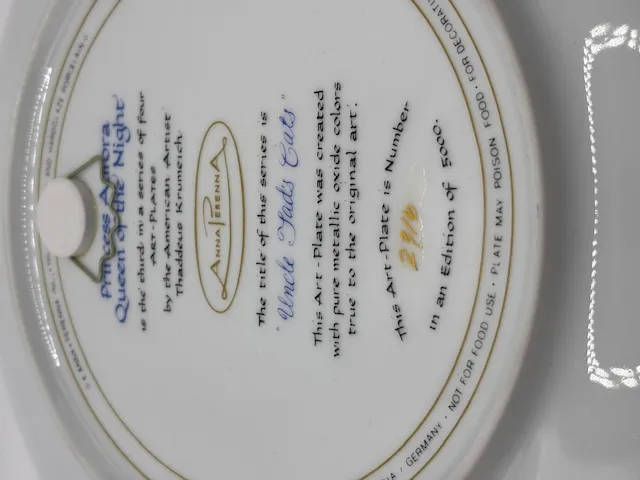 Princess Aurora
Queen of the Night
is the third in a series of four
ART-PLATES
by the American Artist
Thaddeus Krumeich
ANNA PERENNA
The title of this series is
"Uncle Tad's Cats"
This Art-Plate was created
with pure metallic oxide colors
true to the original art.
This Art-Plate is Number
2916
in an Edition of 5000.
GERMANY · NOT FOR FOOD USE · PLATE MAY POISON FOOD · FOR DECORATIV